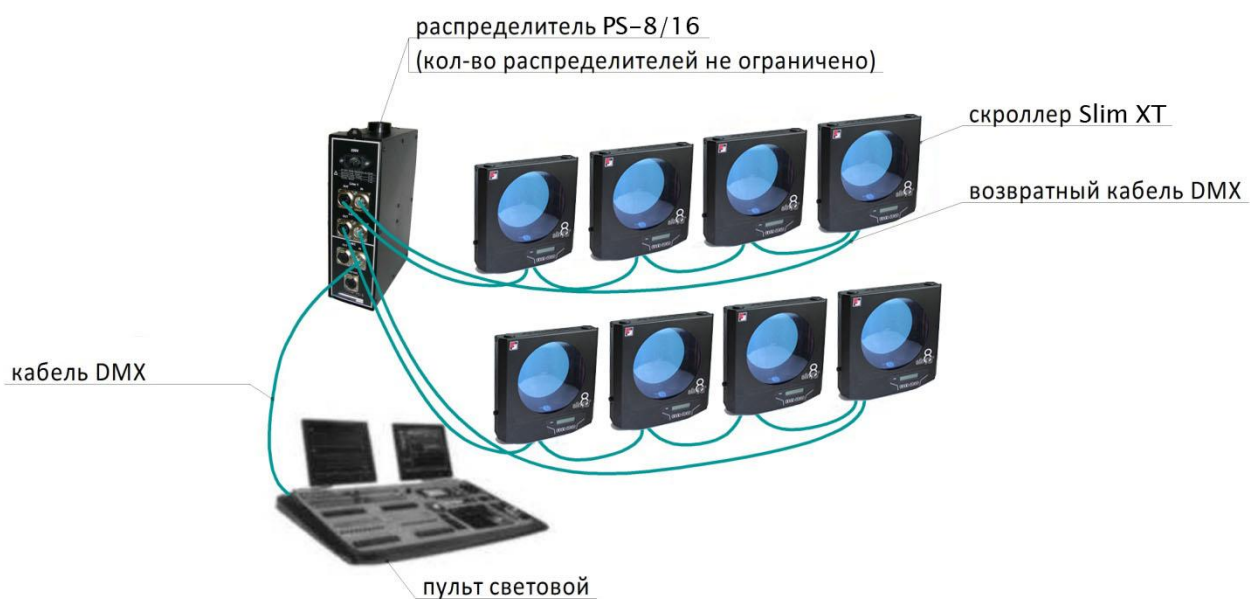 распределитель PS-8/16
(кол-во распределителей не ограничено)
скроллер Slim XT
возвратный кабель DMX
кабель DMX
пульт световой